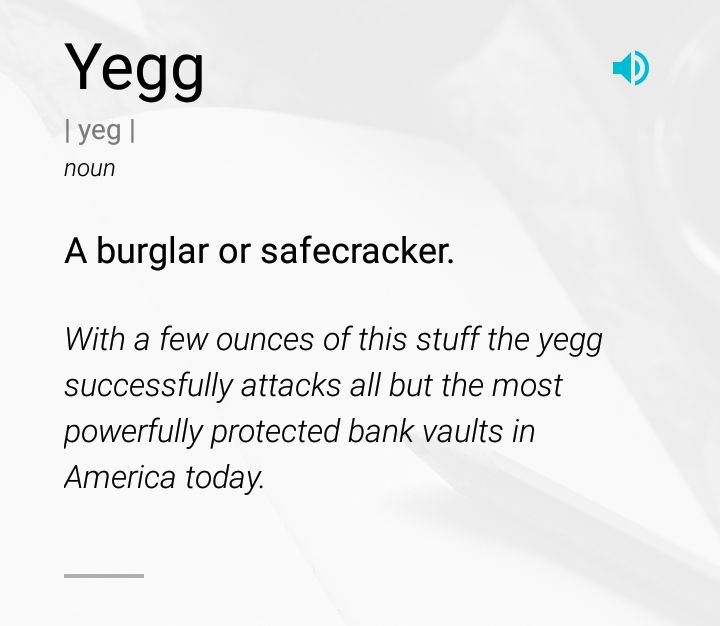 Yegg
| yeg |
noun
A burglar or safecracker.
With a few ounces of this stuff the yegg
successfully attacks all but the most
powerfully protected bank vaults in
America today.